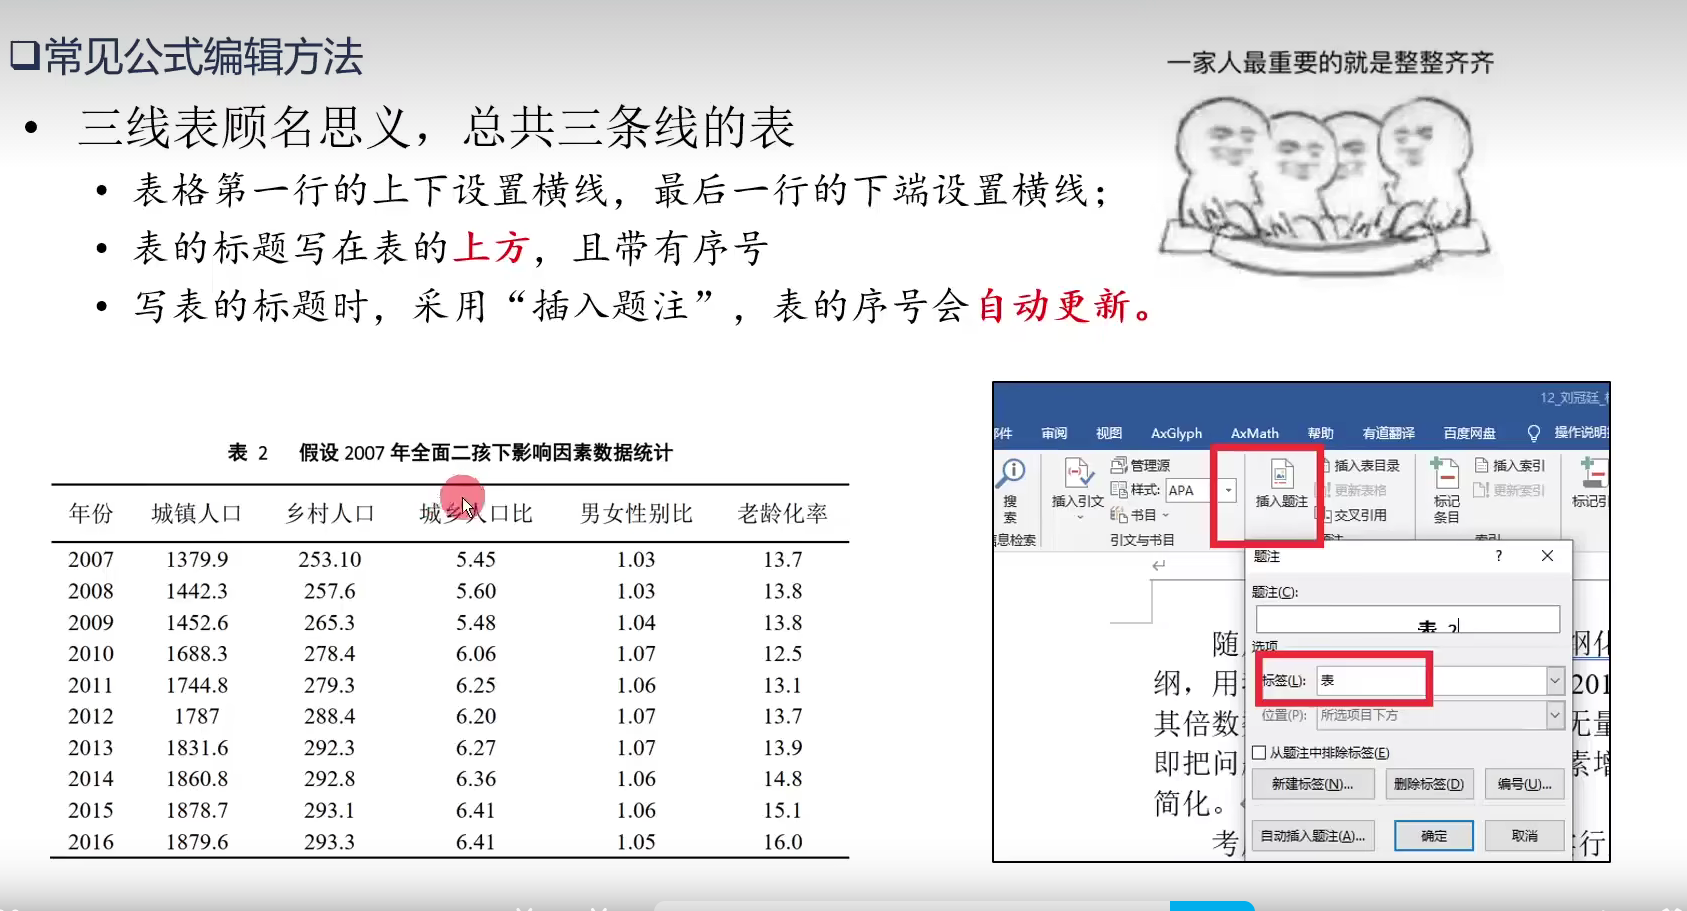 常见公式编辑方法
一家人最重要的就是整整齐齐
• 三线表顾名思义，总共三条线的表
• 表格第一行的上下设置横线，最后一行的下端设置横线；
• 表的标题写在表的上方，且带有序号
• 写表的标题时，采用“插入题注”，表的序号会自动更新。
表 2 假设 2007 年全面二孩下影响因素数据统计
年份 城镇人口 乡村人口 城乡人口比 男女性别比 老龄化率
2007 1379.9 253.10 5.45 1.03 13.7
2008 1442.3 257.6 5.60 1.03 13.8
2009 1452.6 265.3 5.48 1.04 13.8
2010 1688.3 278.4 6.06 1.07 12.5
2011 1744.8 279.3 6.25 1.06 13.1
2012 1787 288.4 6.20 1.07 13.7
2013 1831.6 292.3 6.27 1.07 13.9
2014 1860.8 292.8 6.36 1.06 14.8
2015 1878.7 293.1 6.41 1.06 15.1
2016 1879.6 293.3 6.41 1.05 16.0
12_刘冠廷_
件 审阅 视图 AxGlyph AxMath 帮助 有道翻译 百度网盘 操作说明
搜索
插入引文
管理源
样式: APA
书目
插入题注
插入表目录
更新表格
交叉引用
标记条目
插入索引
更新索引
标记引
息检索 引文与书目 题注 索引
题注 ? ×
题注(C):
表 2
选项
标签(L): 表
位置(P): 所选项目下方
从题注中排除标签(E)
新建标签(N)... 删除标签(D) 编号(U)...
自动插入题注(A)... 确定 取消
随
纲，用 201
其倍数 无量
即把问 素增
简化。
考 行